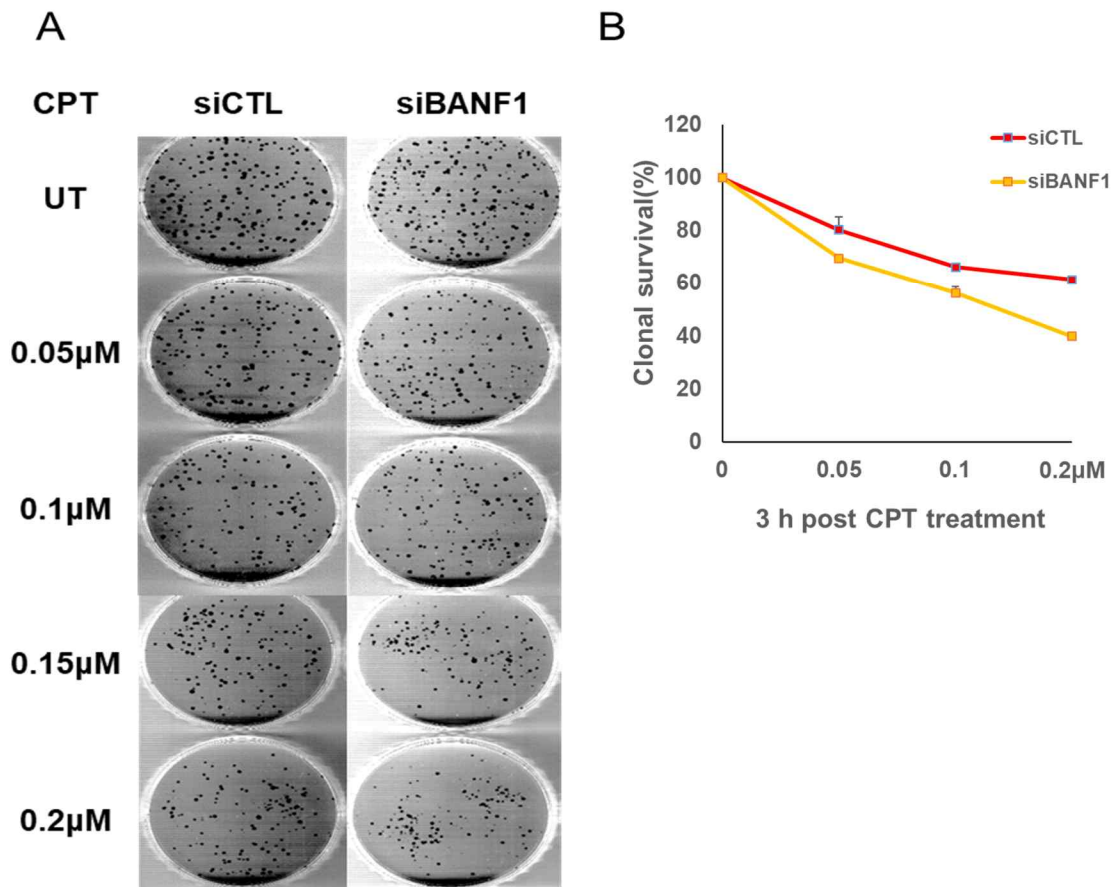 A
CPT siCTL siBANF1
UT
0.05µM
0.1µM
0.15µM
0.2µM
B
120
100
80
60
40
20
0
Clonal survival(%)
siCTL
siBANF1
0 0.05 0.1 0.2µM
3 h post CPT treatment